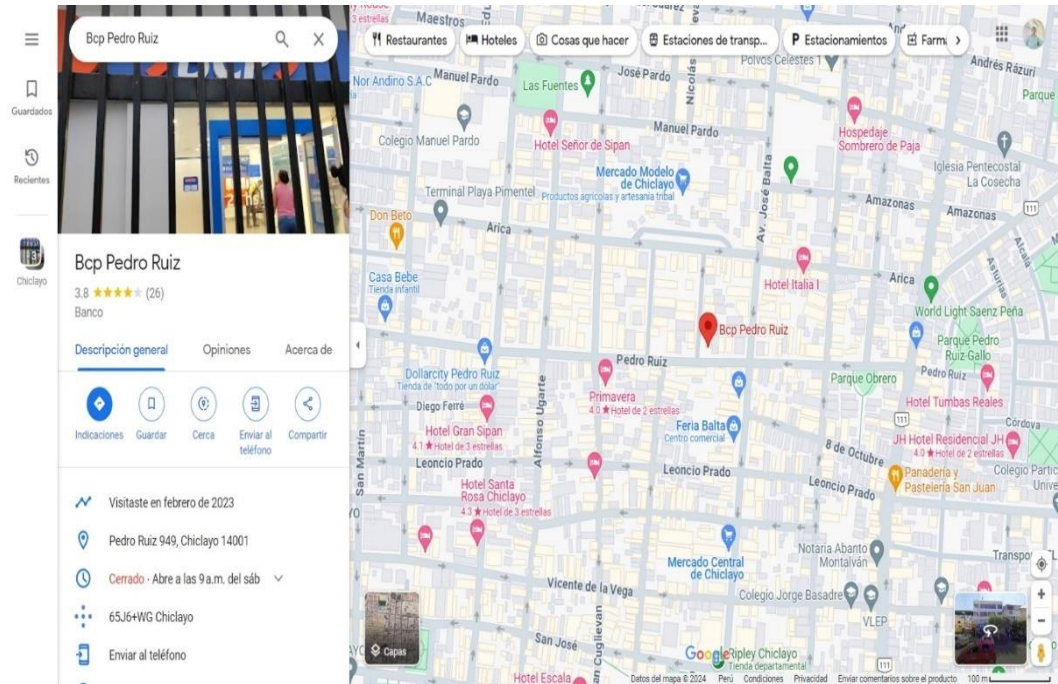 Bcp Pedro Ruiz
Guardados
Recientes
Chiclayo
Bcp Pedro Ruiz
3.8 ★★★★★ (26)
Banco
Descripción general
Opiniones
Acerca de
Indicaciones
Guardar
Cerca
Enviar al
teléfono
Compartir
Visitaste en febrero de 2023
Pedro Ruiz 949, Chiclayo 14001
Cerrado · Abre a las 9 a.m. del sáb
65J6+WG Chiclayo
Enviar al teléfono
3 estrellas
Maestros
Restaurantes
Hoteles
Cosas que hacer
Estaciones de transp...
P Estacionamientos
Farma
Nor Andino S.A.C
Manuel Pardo
José Pardo
Polvos Celestes 1
Andrés Rázuri
Las Fuentes
Parque
Colegio Manuel Pardo
Hotel Señor de Sipan
Manuel Pardo
Hospedaje
Sombrero de Paja
Iglesia Pentecostal
La Cosecha
Mercado Modelo
de Chiclayo
Productos agrícolas y artesanía tribal
Terminal Playa Pimentel
Av. José Balta
Amazonas
Amazonas
111
Don Beto
Arica
Alcalá
Asturias
Casa Bebe
Tienda infantil
Hotel Italia I
Arica
World Light Saenz Peña
Bcp Pedro Ruiz
Parque Pedro
Ruiz Gallo
Pedro Ruiz
Dollarcity Pedro Ruiz
Tienda de "todo por un dólar"
Parque Obrero
Pedro Ruiz
Primavera
4.0 ★ Hotel de 2 estrellas
Hotel Tumbas Reales
Diego Ferré
Alfonso Ugarte
Hotel Gran Sipan
4.1 ★ Hotel de 3 estrellas
Feria Balta
Centro comercial
111
Córdova
JH Hotel Residencial JH
4.0 ★ Hotel de 2 estrellas
8 de Octubre
San Martín
Leoncio Prado
Leoncio Prado
Leoncio Prado
Panadería y
Pastelería San Juan
Colegio Partic
Unive
Hotel Santa
Rosa Chiclayo
4.3 ★ Hotel de 3 estrellas
Mercado Central
de Chiclayo
Notaria Abanto
Montalván
Transpo
Vicente de la Vega
Colegio Jorge Basadre
VLEP
San José
n Cuglievan
Capas
Google
Ripley Chiclayo
Tienda departamental
111
Hotel Escala
Datos del mapa © 2024 Perú Condiciones Privacidad Enviar comentarios sobre el producto 100 m